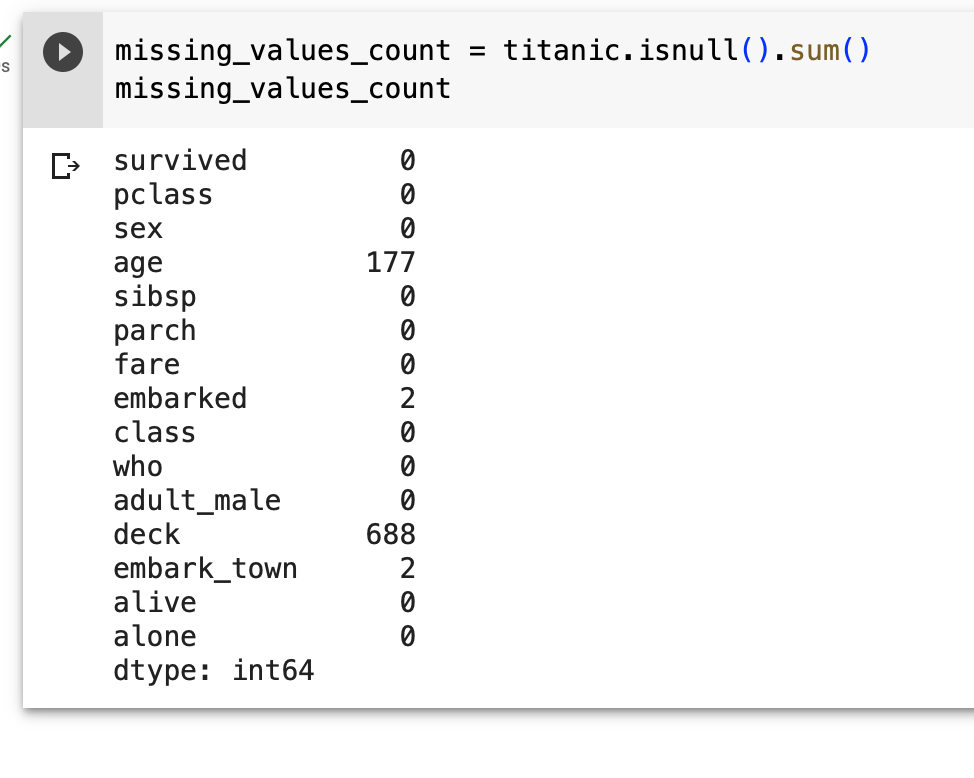 missing_values_count = titanic.isnull().sum()
missing_values_count
s
survived 0
pclass 0
sex 0
age 177
sibsp 0
parch 0
fare 0
embarked 2
class 0
who 0
adult_male 0
deck 688
embark_town 2
alive 0
alone 0
dtype: int64